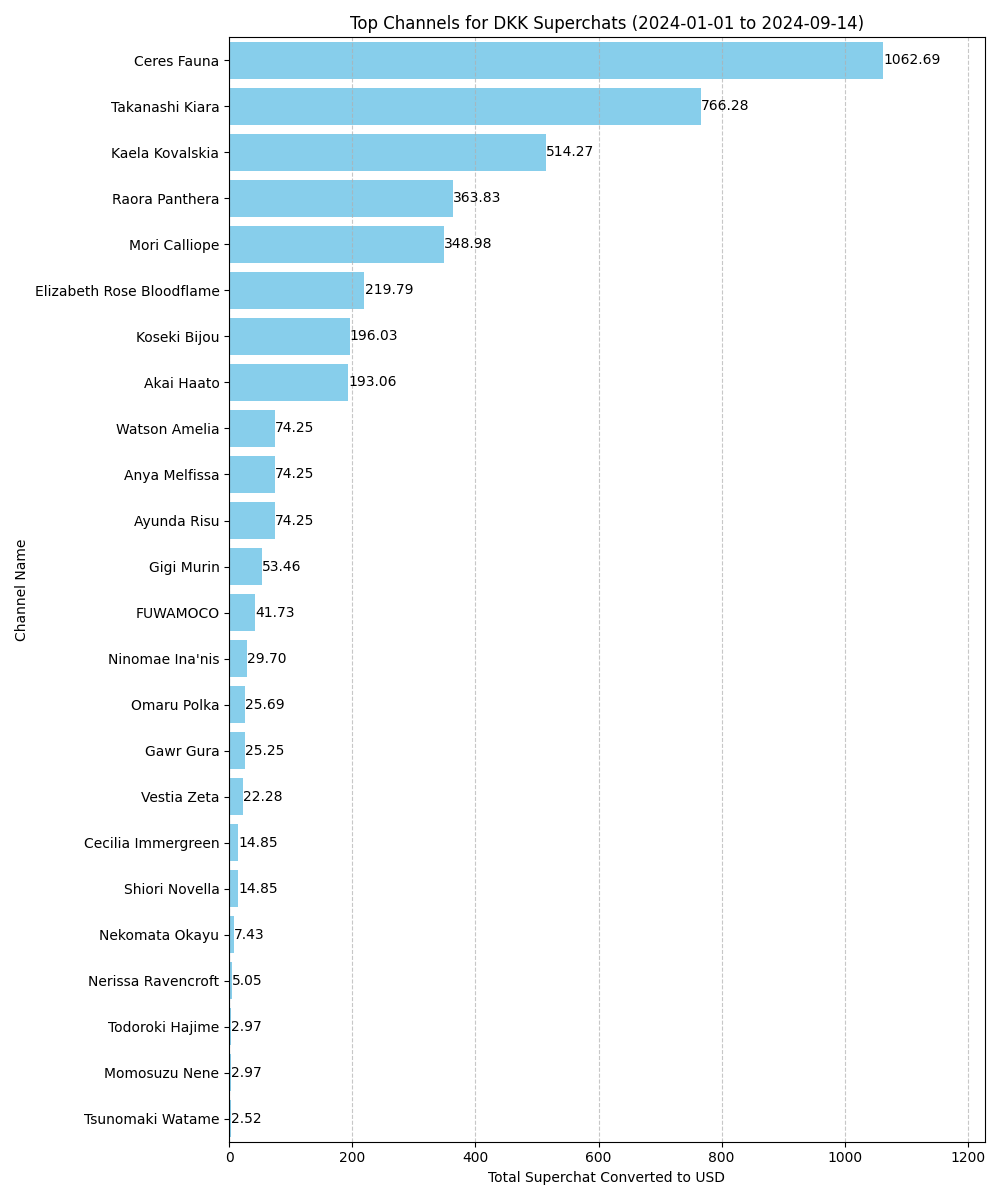 Top Channels for DKK Superchats (2024-01-01 to 2024-09-14)
Channel Name
Ceres Fauna 1062.69
Takanashi Kiara 766.28
Kaela Kovalskia 514.27
Raora Panthera 363.83
Mori Calliope 348.98
Elizabeth Rose Bloodflame 219.79
Koseki Bijou 196.03
Akai Haato 193.06
Watson Amelia 74.25
Anya Melfissa 74.25
Ayunda Risu 74.25
Gigi Murin 53.46
FUWAMOCO 41.73
Ninomae Ina'nis 29.70
Omaru Polka 25.69
Gawr Gura 25.25
Vestia Zeta 22.28
Cecilia Immergreen 14.85
Shiori Novella 14.85
Nekomata Okayu 7.43
Nerissa Ravencroft 5.05
Todoroki Hajime 2.97
Momosuzu Nene 2.97
Tsunomaki Watame 2.52
0 200 400 600 800 1000 1200
Total Superchat Converted to USD